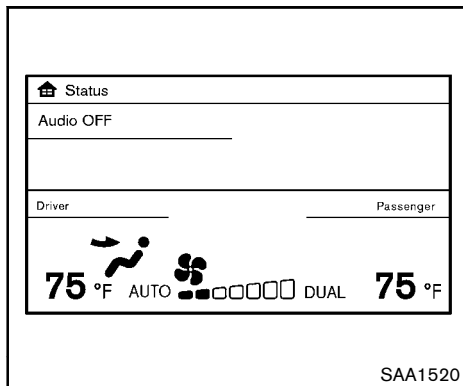 Status
Audio OFF
Driver Passenger
75 °F AUTO DUAL 75 °F
SAA1520